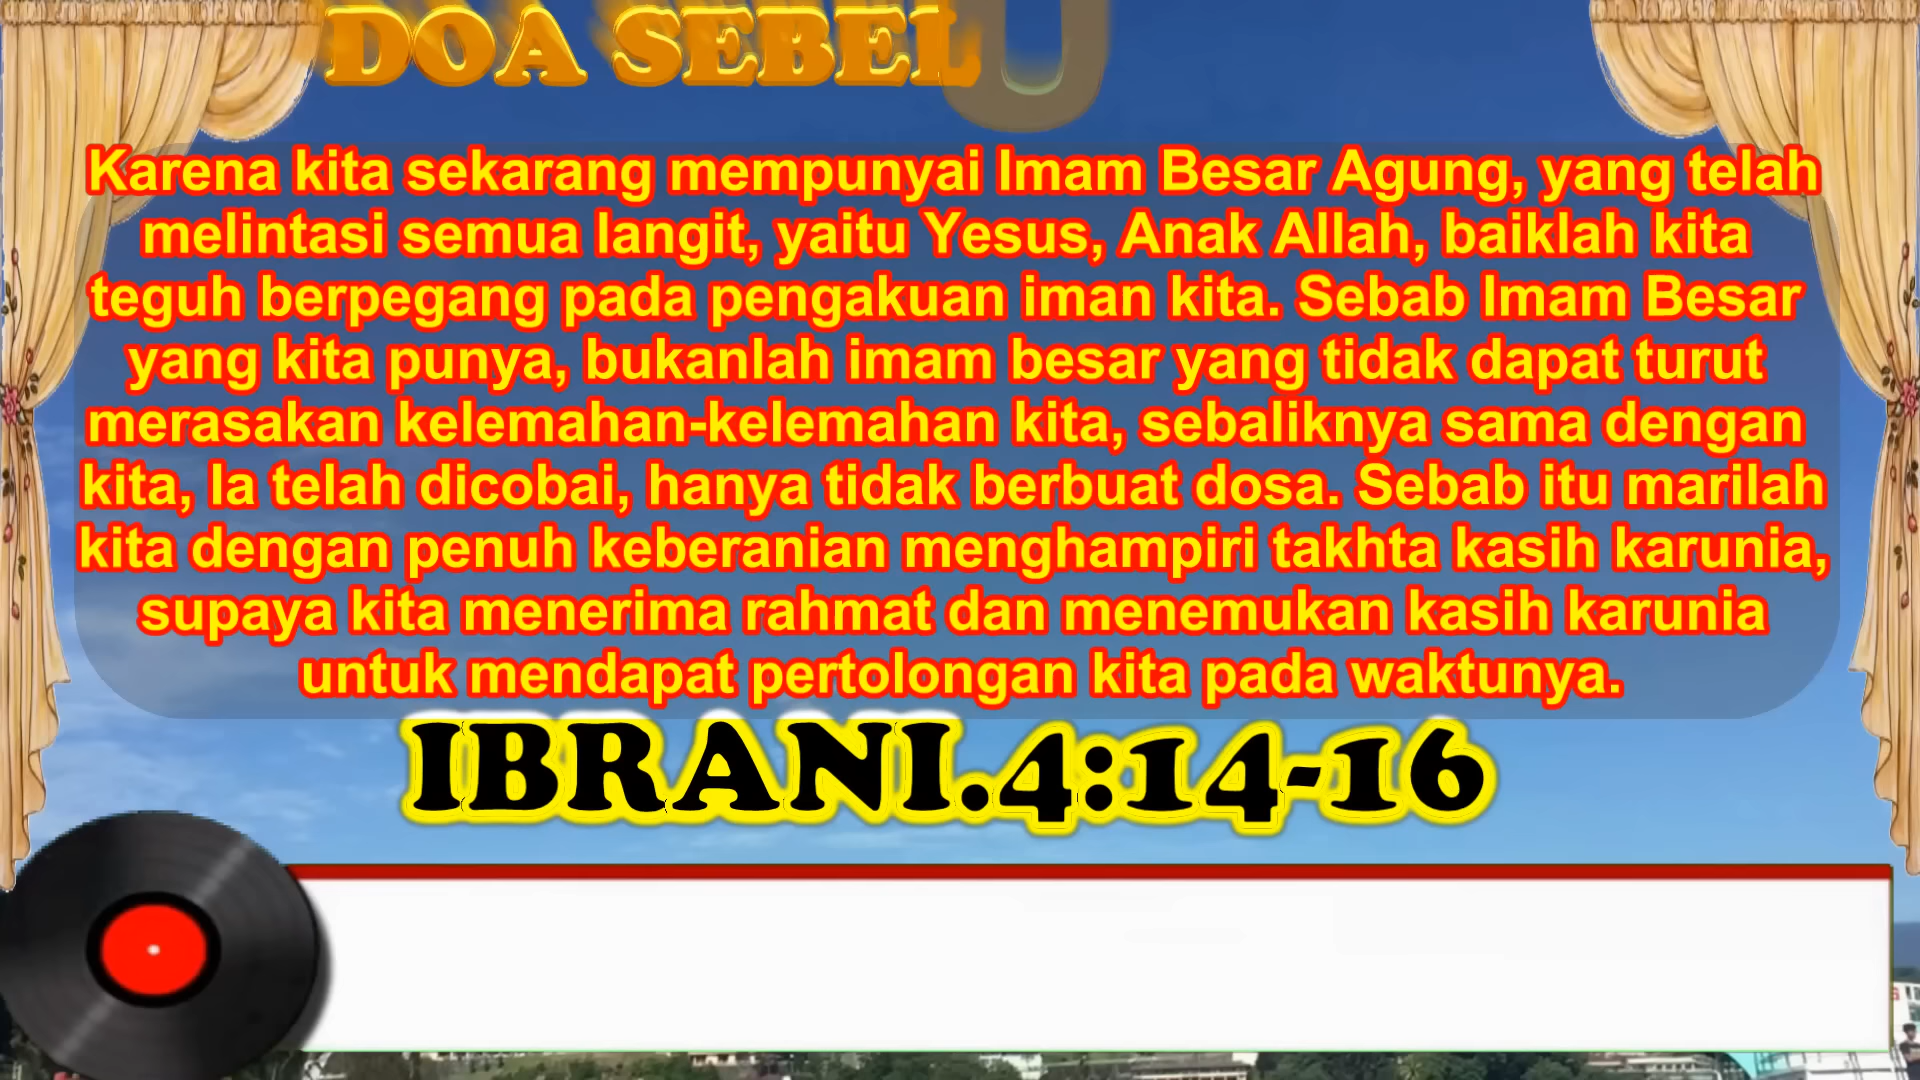 DOA SEBELU
Karena kita sekarang mempunyai Imam Besar Agung, yang telah
melintasi semua langit, yaitu Yesus, Anak Allah, baiklah kita
teguh berpegang pada pengakuan iman kita. Sebab Imam Besar
yang kita punya, bukanlah imam besar yang tidak dapat turut
merasakan kelemahan-kelemahan kita, sebaliknya sama dengan
kita, Ia telah dicobai, hanya tidak berbuat dosa. Sebab itu marilah
kita dengan penuh keberanian menghampiri takhta kasih karunia,
supaya kita menerima rahmat dan menemukan kasih karunia
untuk mendapat pertolongan kita pada waktunya.
IBRANI.4:14-16